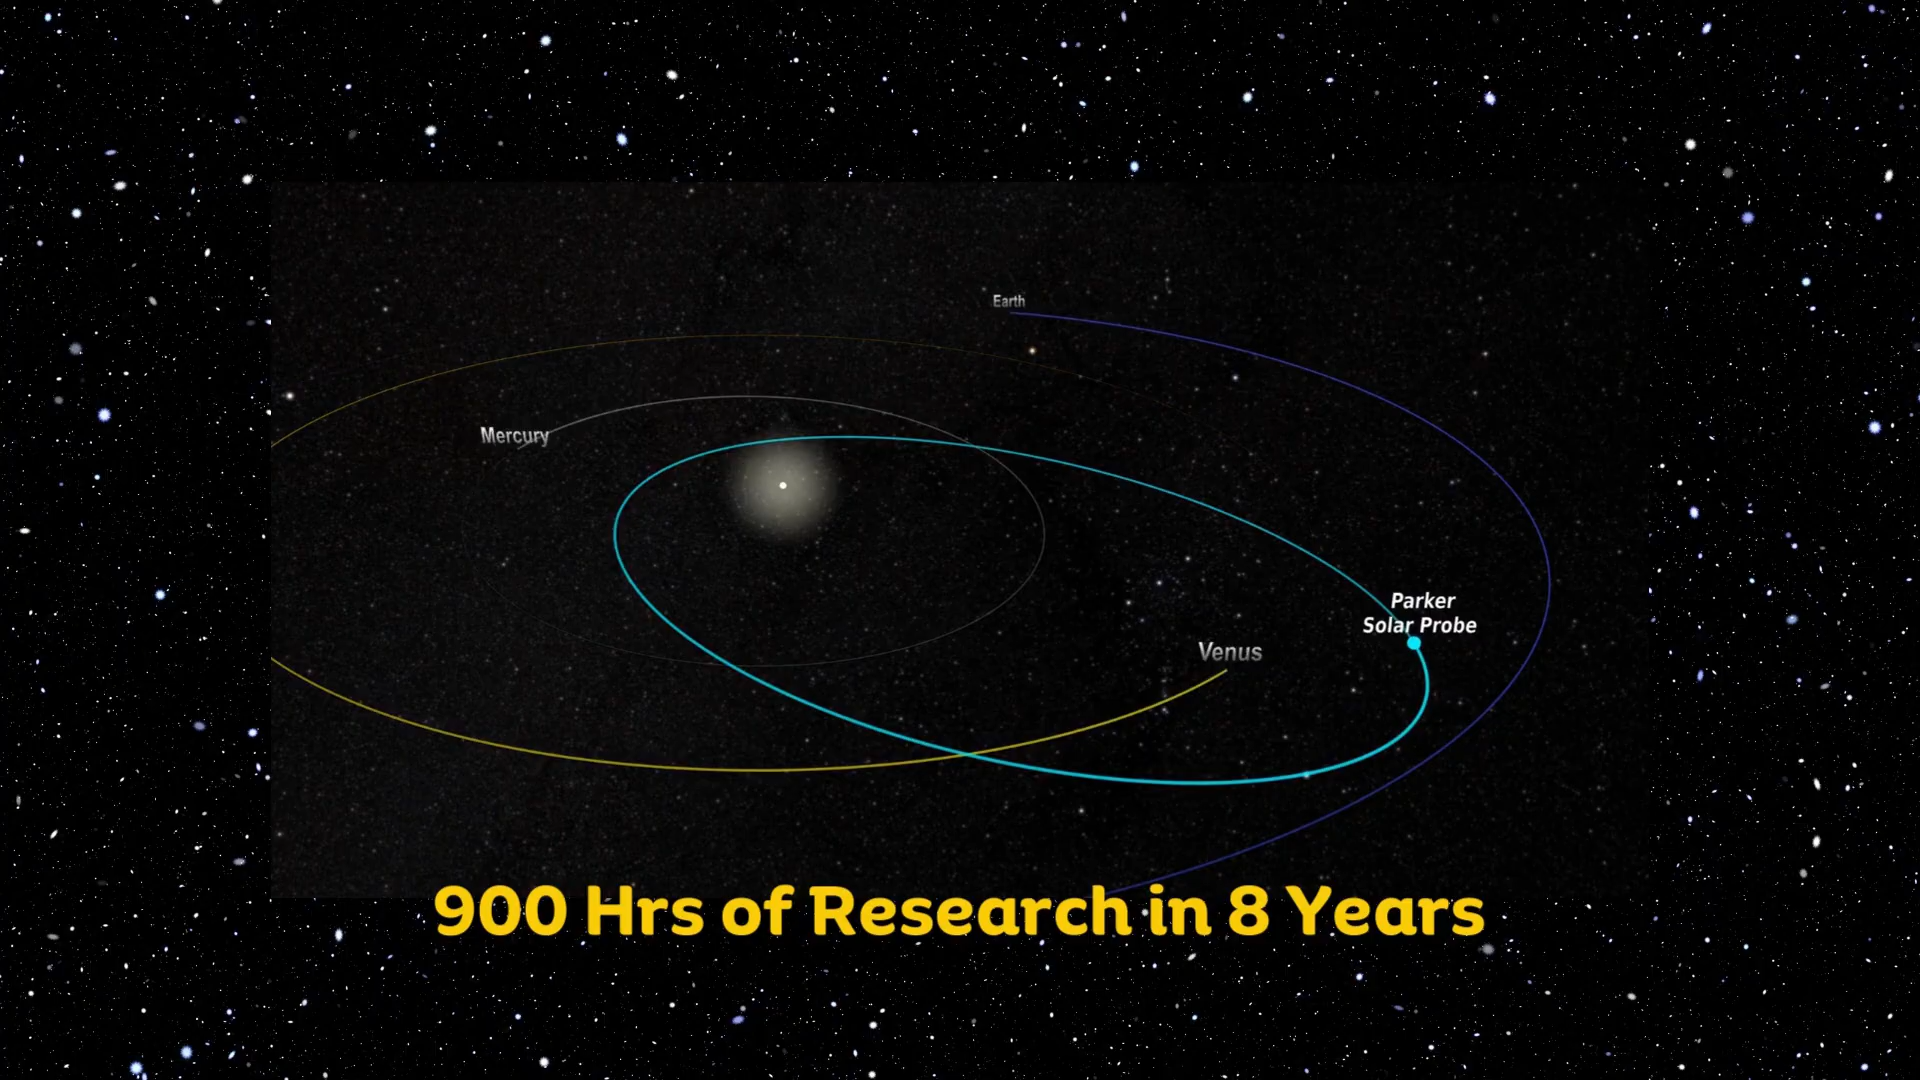 Earth
Mercury
Parker
Solar Probe
Venus
900 Hrs of Research in 8 Years